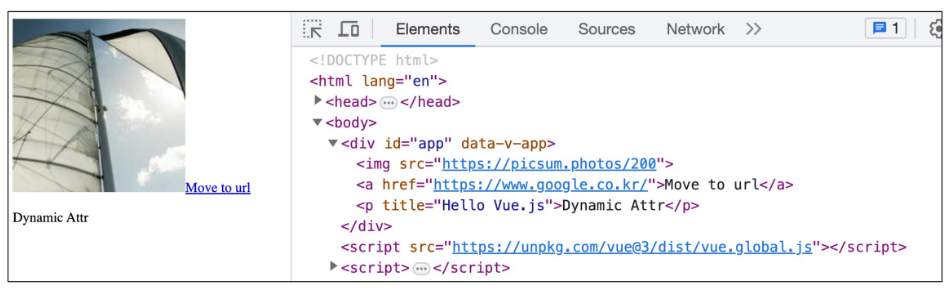 Move to url
Dynamic Attr
Elements Console Sources Network >> 1
<!DOCTYPE html>
<html lang="en">
<head> ••• </head>
<body>
<div id="app" data-v-app>
<img src="https://picsum.photos/200">
<a href="https://www.google.co.kr/">Move to url</a>
<p title="Hello Vue.js">Dynamic Attr</p>
</div>
<script src="https://unpkg.com/vue@3/dist/vue.global.js"></script>
<script> ••• </script>